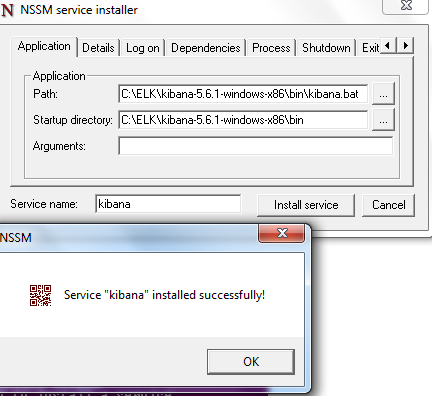 NSSM service installer
Application Details Log on Dependencies Process Shutdown Exit
Application
Path: C:\ELK\kibana-5.6.1-windows-x86\bin\kibana.bat ...
Startup directory: C:\ELK\kibana-5.6.1-windows-x86\bin ...
Arguments:
Service name: kibana Install service Cancel
NSSM
Service "kibana" installed successfully!
OK